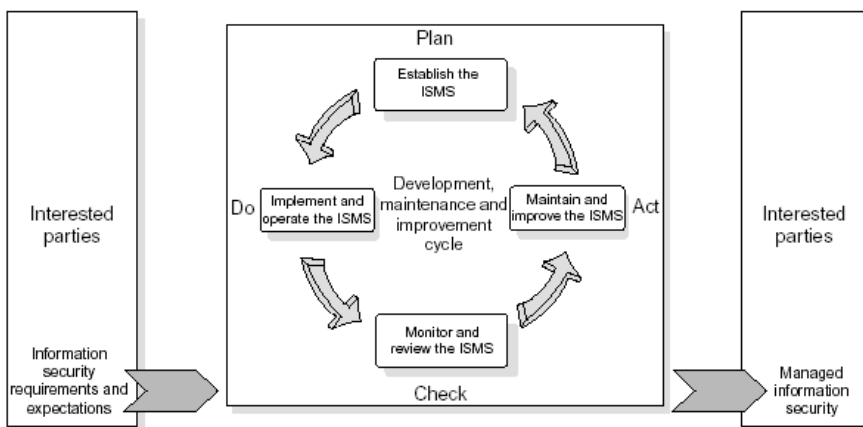 Plan
Establish the
ISMS
Interested
parties
Do
Implement and
operate the ISMS
Development,
maintenance and
improvement
cycle
Maintain and
improve the ISMS
Act
Interested
parties
Monitor and
review the ISMS
Check
Information
security
requirements and
expectations
Managed
information
security